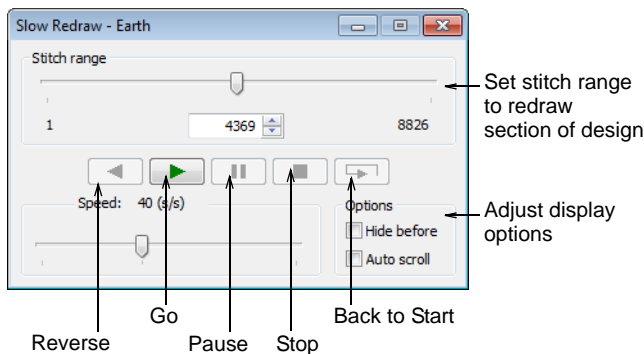 Slow Redraw - Earth
Stitch range
1 4369 8826
Set stitch range
to redraw
section of design
Speed: 40 (s/s)
Options
Hide before
Auto scroll
Adjust display
options
Go
Back to Start
Reverse
Pause
Stop